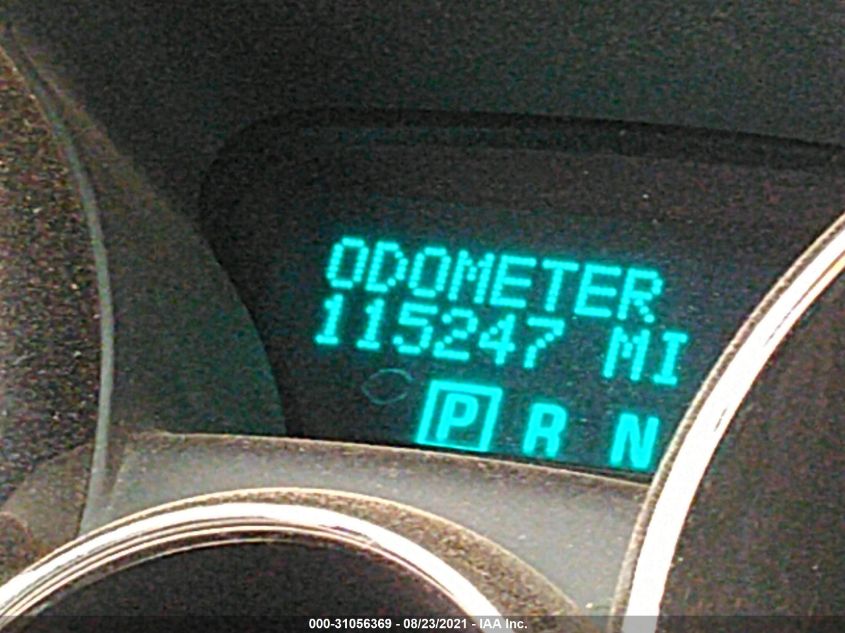 ODOMETER
115247 MI
P R N
000-31056369 - 08/23/2021 - IAA Inc.